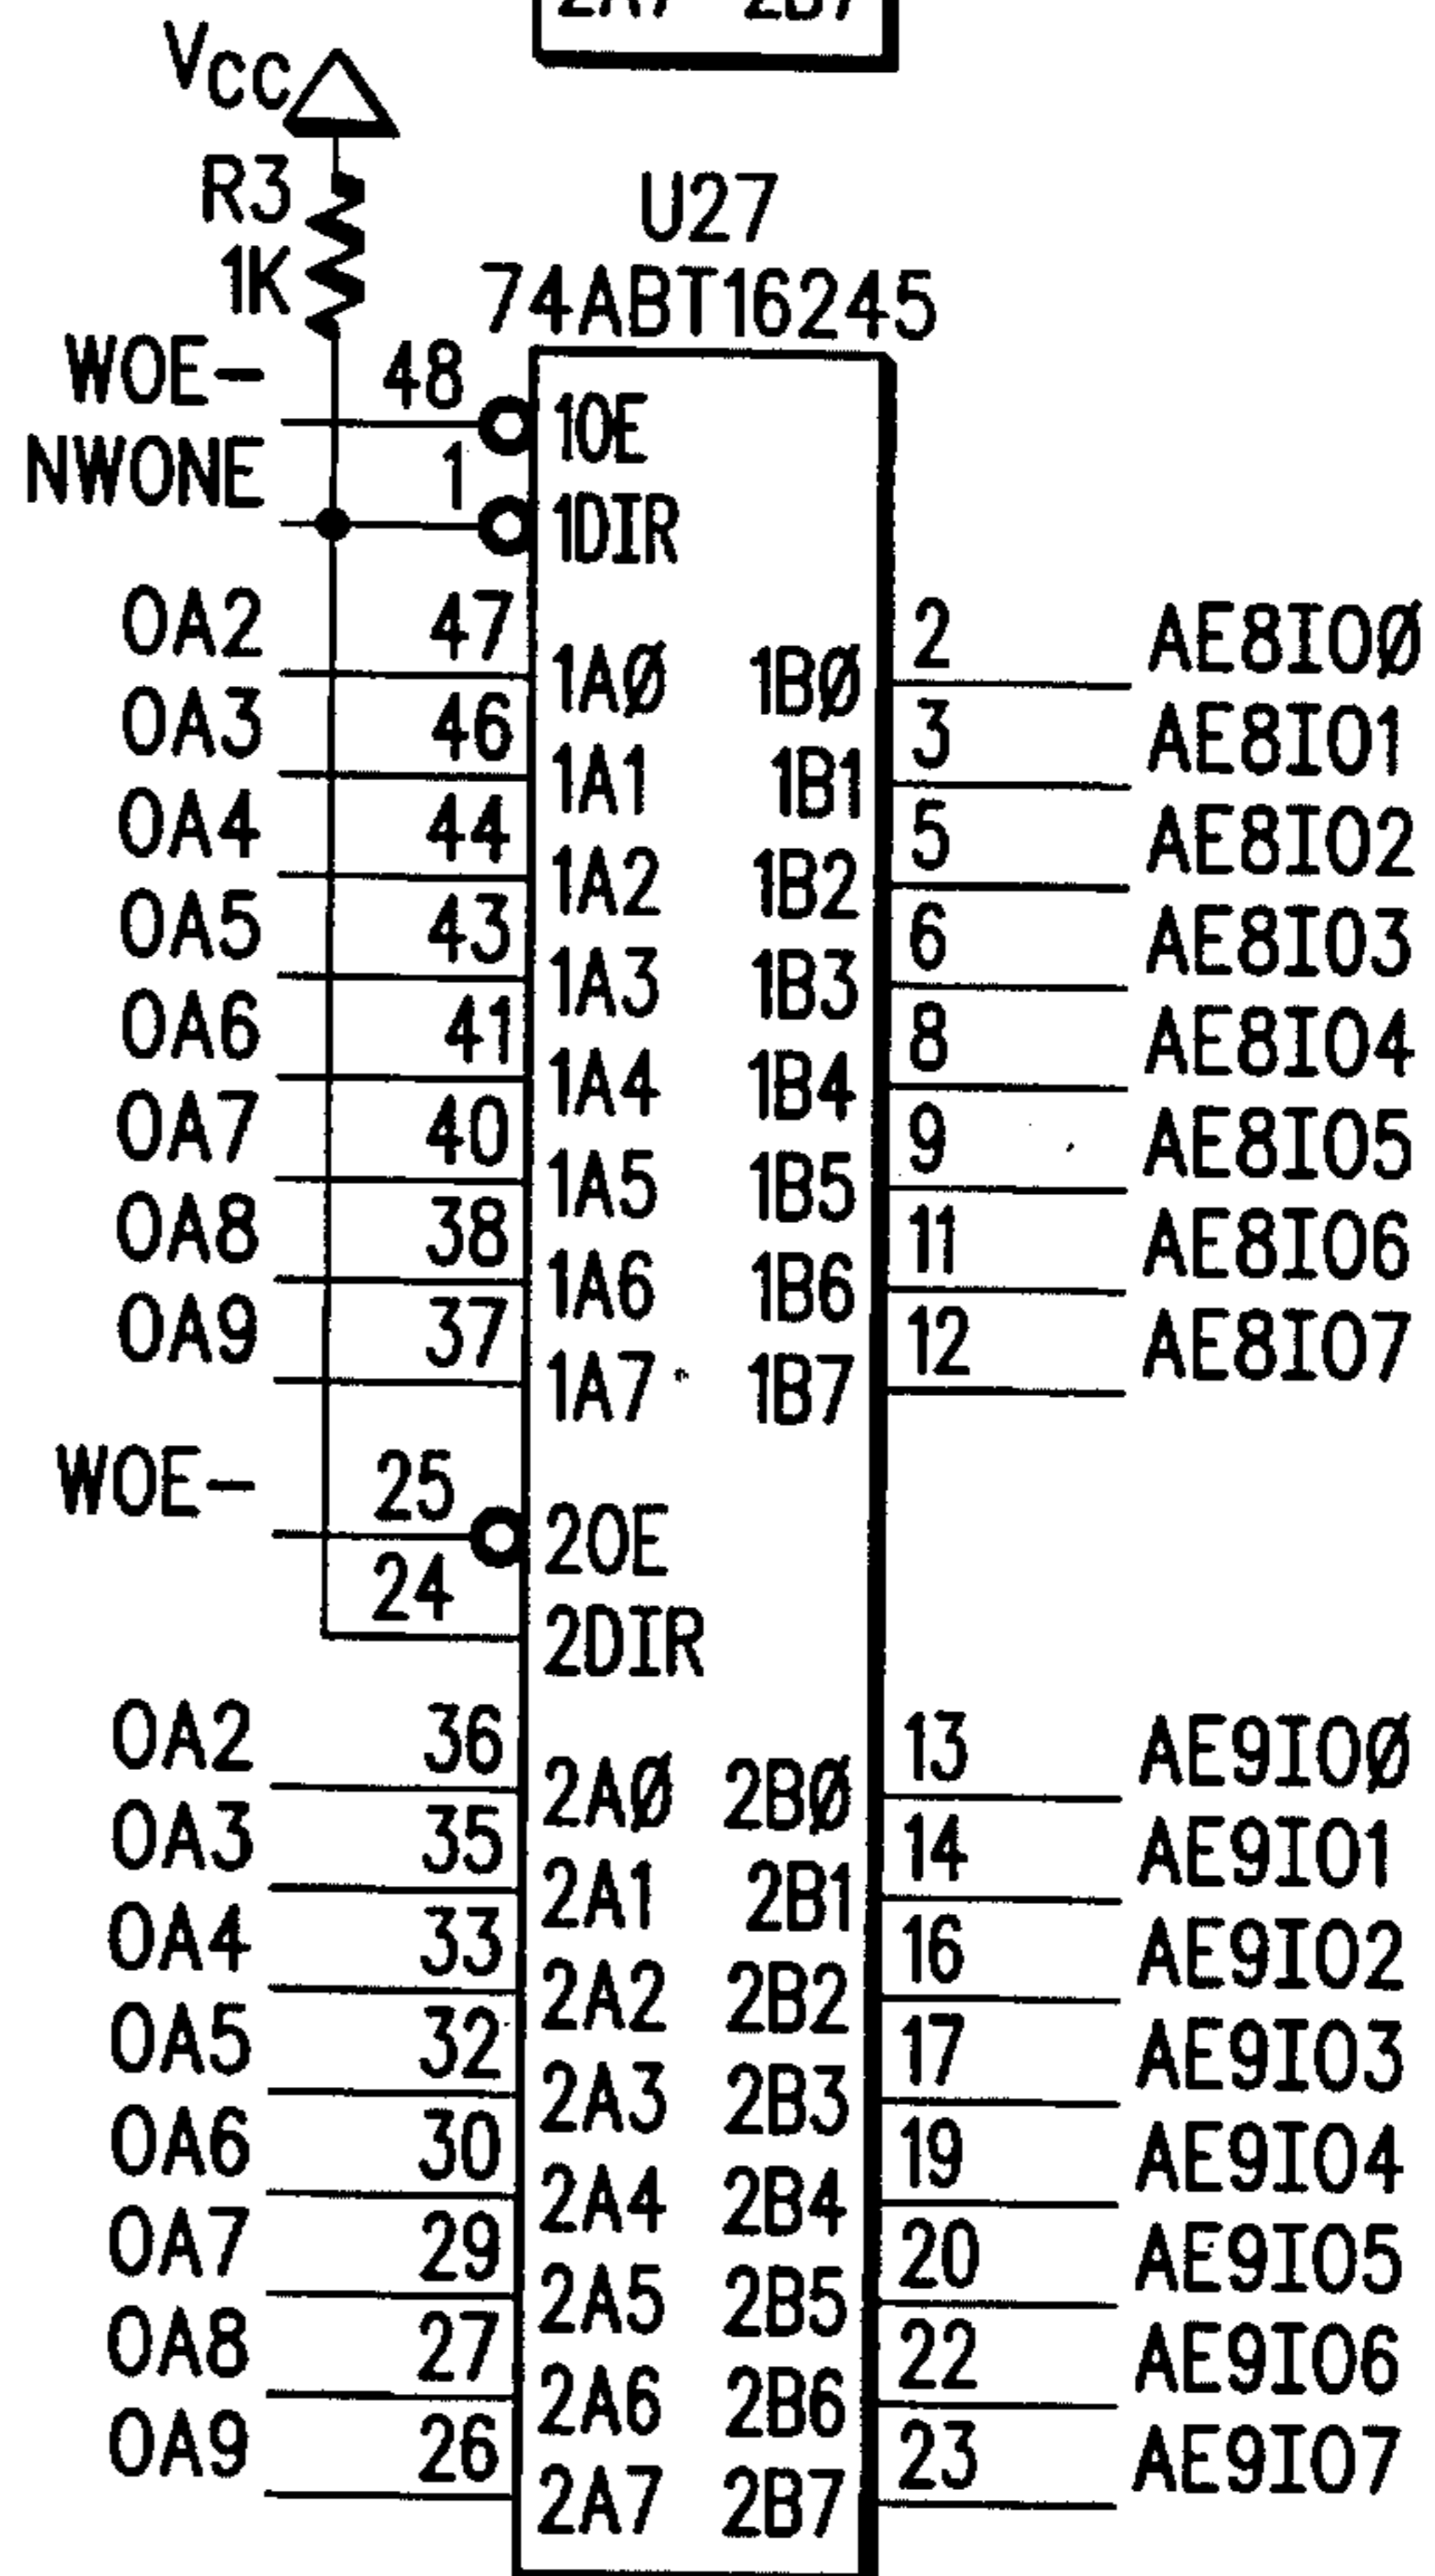 2A7 2B7
VCC
R3
1K
U27
74ABT16245
WOE- 48 1OE
NWONE 1 1DIR
OA2 47 1AØ 1BØ 2 AE8IOØ
OA3 46 1A1 1B1 3 AE8IO1
OA4 44 1A2 1B2 5 AE8IO2
OA5 43 1A3 1B3 6 AE8IO3
OA6 41 1A4 1B4 8 AE8IO4
OA7 40 1A5 1B5 9 AE8IO5
OA8 38 1A6 1B6 11 AE8IO6
OA9 37 1A7 1B7 12 AE8IO7
WOE- 25 2OE
24 2DIR
OA2 36 2AØ 2BØ 13 AE9IOØ
OA3 35 2A1 2B1 14 AE9IO1
OA4 33 2A2 2B2 16 AE9IO2
OA5 32 2A3 2B3 17 AE9IO3
OA6 30 2A4 2B4 19 AE9IO4
OA7 29 2A5 2B5 20 AE9IO5
OA8 27 2A6 2B6 22 AE9IO6
OA9 26 2A7 2B7 23 AE9IO7